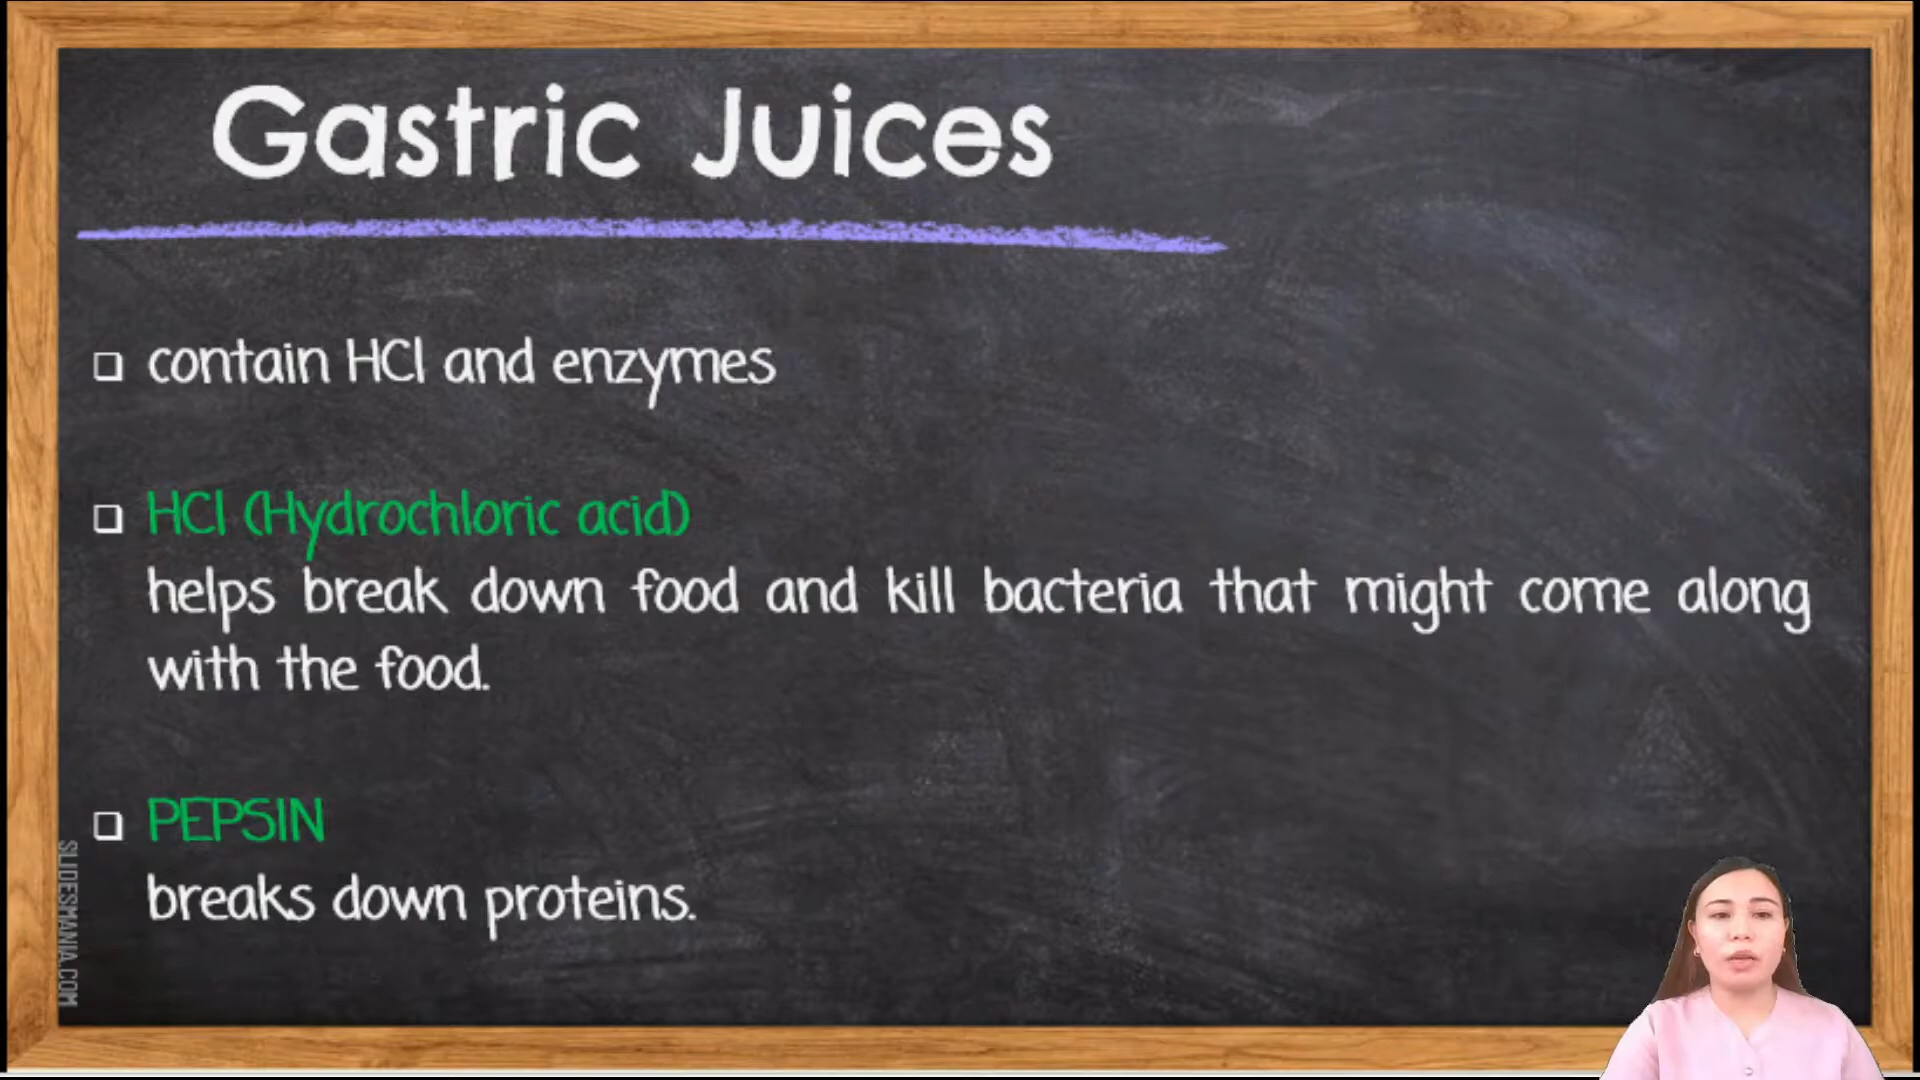 Gastric Juices
contain HCl and enzymes
HCl (Hydrochloric acid)
helps break down food and kill bacteria that might come along
with the food.
PEPSIN
breaks down proteins.
SLIDESMANIA.COM